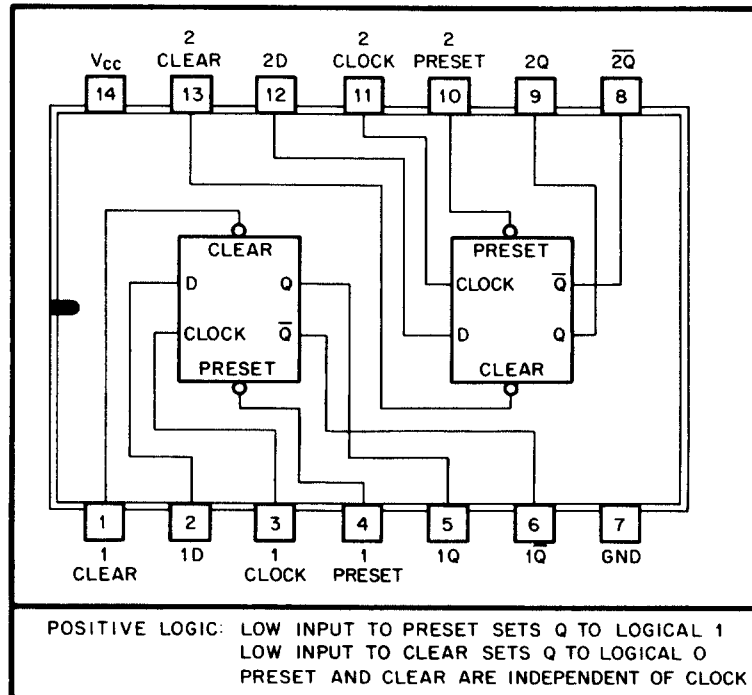 2 2 2
VCC CLEAR 2D CLOCK PRESET 2Q 2Q̅
14 13 12 11 10 9 8
CLEAR
D Q
CLOCK Q̅
PRESET
PRESET
CLOCK Q̅
D Q
CLEAR
1 2 3 4 5 6 7
1 1D 1 1 1Q 1Q̅ GND
CLEAR CLOCK PRESET
POSITIVE LOGIC: LOW INPUT TO PRESET SETS Q TO LOGICAL 1
LOW INPUT TO CLEAR SETS Q TO LOGICAL 0
PRESET AND CLEAR ARE INDEPENDENT OF CLOCK